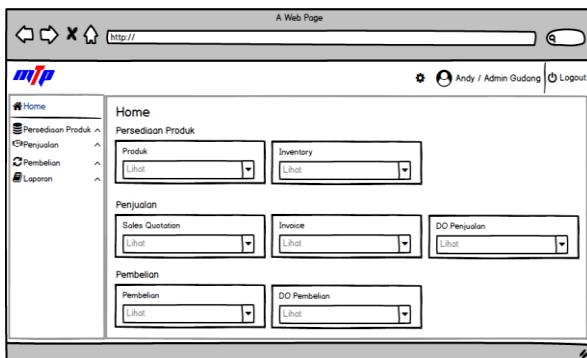 A Web Page
http://
mTp
Andy / Admin Gudang
Logout
Home
Persediaan Produk
Penjualan
Pembelian
Laporan
Home
Persediaan Produk
Produk
Inventory
Lihat
Lihat
Penjualan
Sales Quotation
Invoice
DO Penjualan
Lihat
Lihat
Lihat
Pembelian
Pembelian
DO Pembelian
Lihat
Lihat